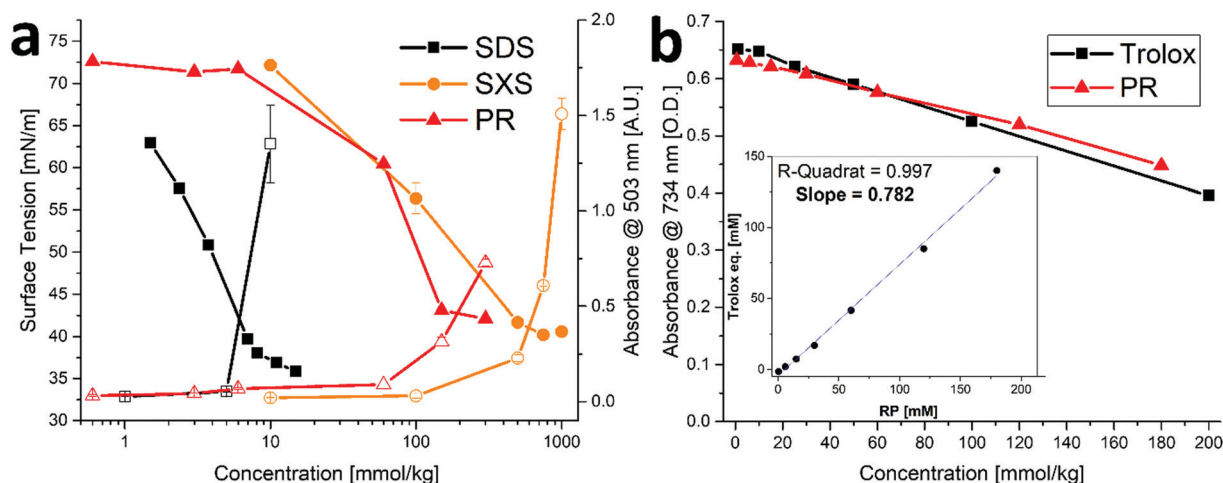 a
SDS
SXS
PR
Surface Tension [mN/m]
75
70
65
60
55
50
45
40
35
30
2.0
1.5
1.0
0.5
0.0
Absorbance @ 503 nm [A.U.]
1
10
100
1000
Concentration [mmol/kg]
b
Trolox
PR
Absorbance @ 734 nm [O.D.]
0.7
0.6
0.5
0.4
0.3
0.2
0.1
0.0
R-Quadrat = 0.997
Slope = 0.782
Trolox eq. [mM]
150
100
50
0
0 50 100 150 200
RP [mM]
0 20 40 60 80 100 120 140 160 180 200
Concentration [mmol/kg]